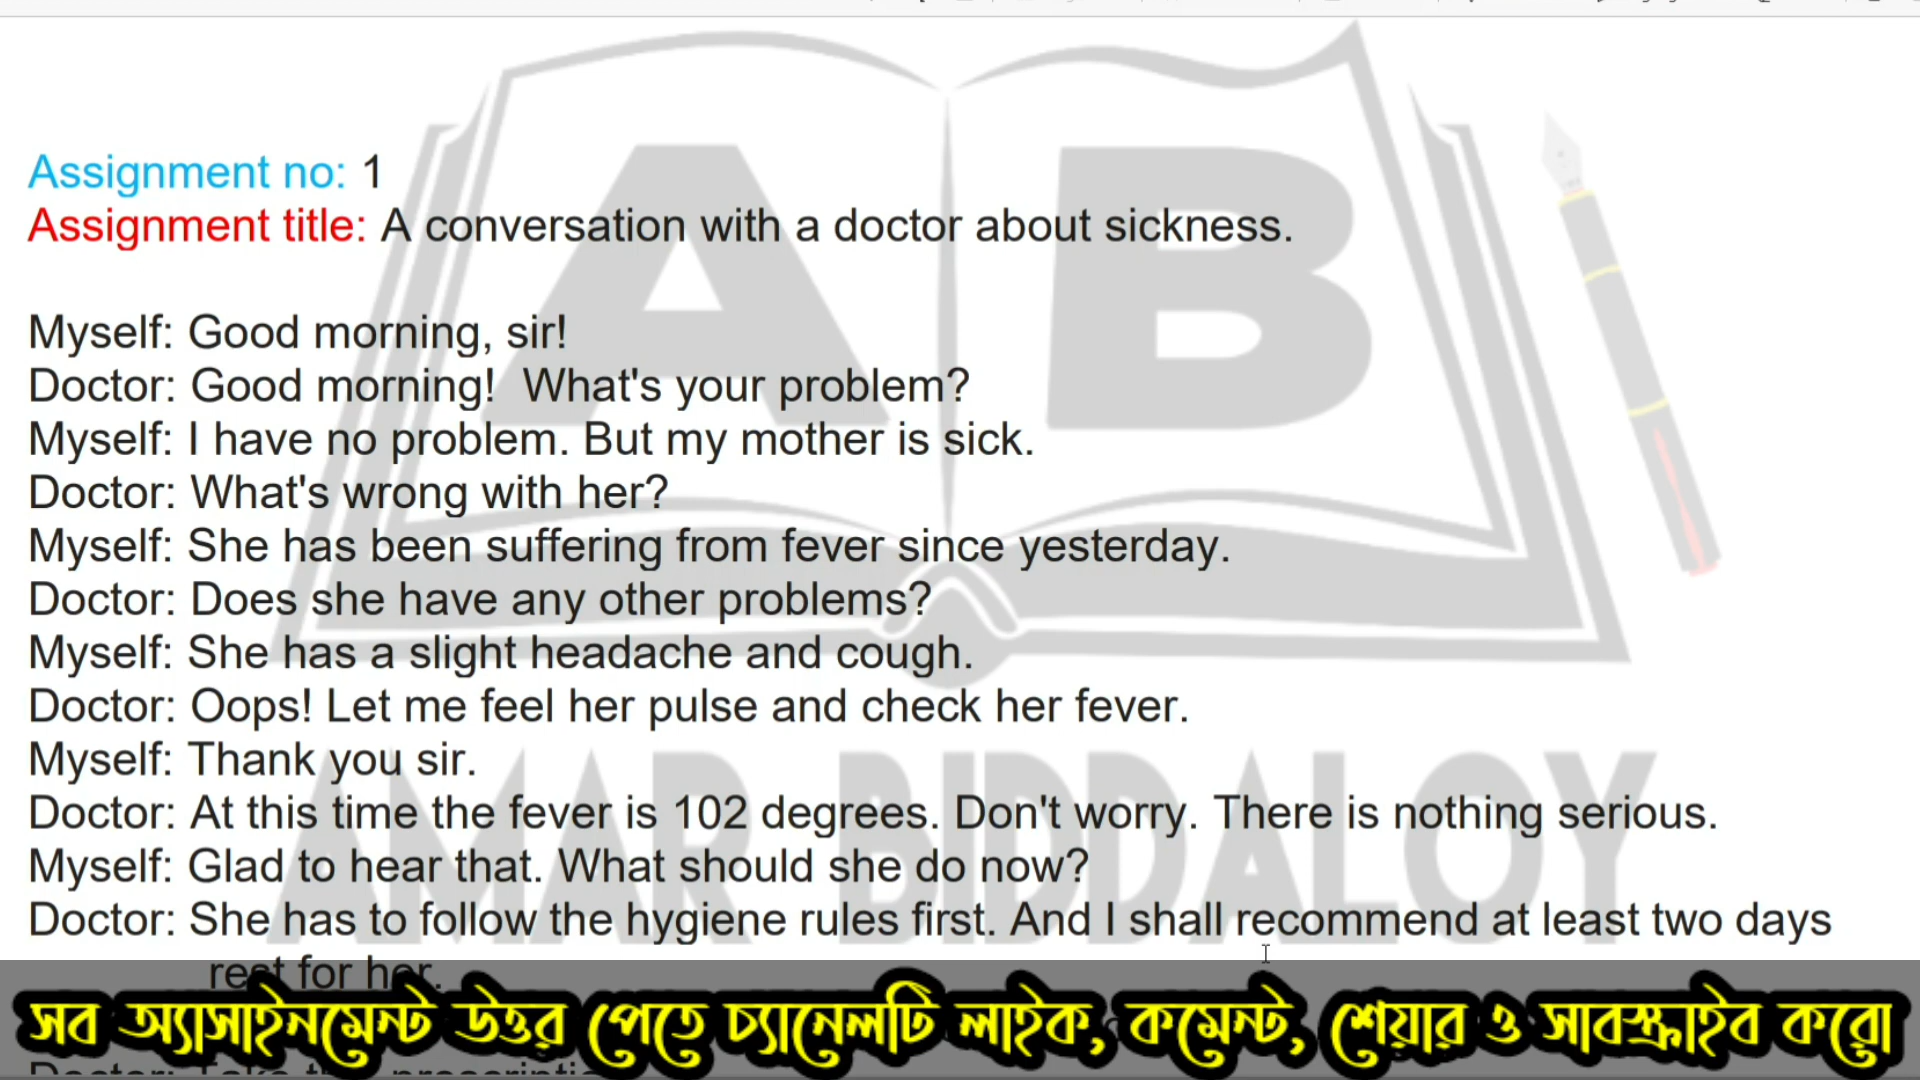 Assignment no: 1
Assignment title: A conversation with a doctor about sickness.
Myself: Good morning, sir!
Doctor: Good morning! What's your problem?
Myself: I have no problem. But my mother is sick.
Doctor: What's wrong with her?
Myself: She has been suffering from fever since yesterday.
Doctor: Does she have any other problems?
Myself: She has a slight headache and cough.
Doctor: Oops! Let me feel her pulse and check her fever.
Myself: Thank you sir.
Doctor: At this time the fever is 102 degrees. Don't worry. There is nothing serious.
Myself: Glad to hear that. What should she do now?
Doctor: She has to follow the hygiene rules first. And I shall recommend at least two days
rest for her.
সব অ্যাসাইনমেন্ট উত্তর পেতে চ্যানেলটি লাইক, কমেন্ট, শেয়ার ও সাবস্ক্রাইব করো
AB
AMAR BIDDALOY